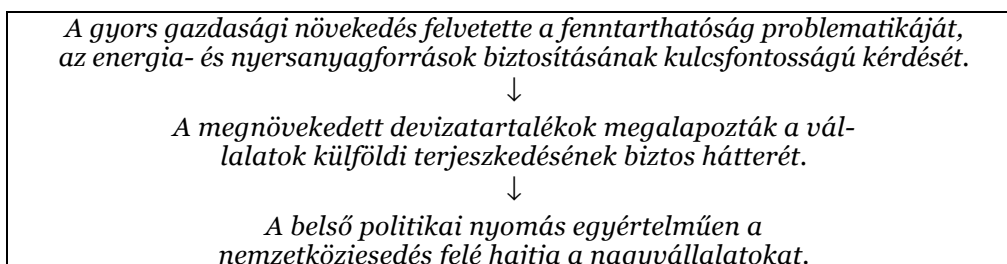 A gyors gazdasági növekedés felvetette a fenntarthatóság problematikáját,
az energia- és nyersanyagforrások biztosításának kulcsfontosságú kérdését.
↓
A megnövekedett devizatartalékok megalapozták a vál-
lalatok külföldi terjeszkedésének biztos hátterét.
↓
A belső politikai nyomás egyértelműen a
nemzetköziesedés felé hajtja a nagyvállalatokat.